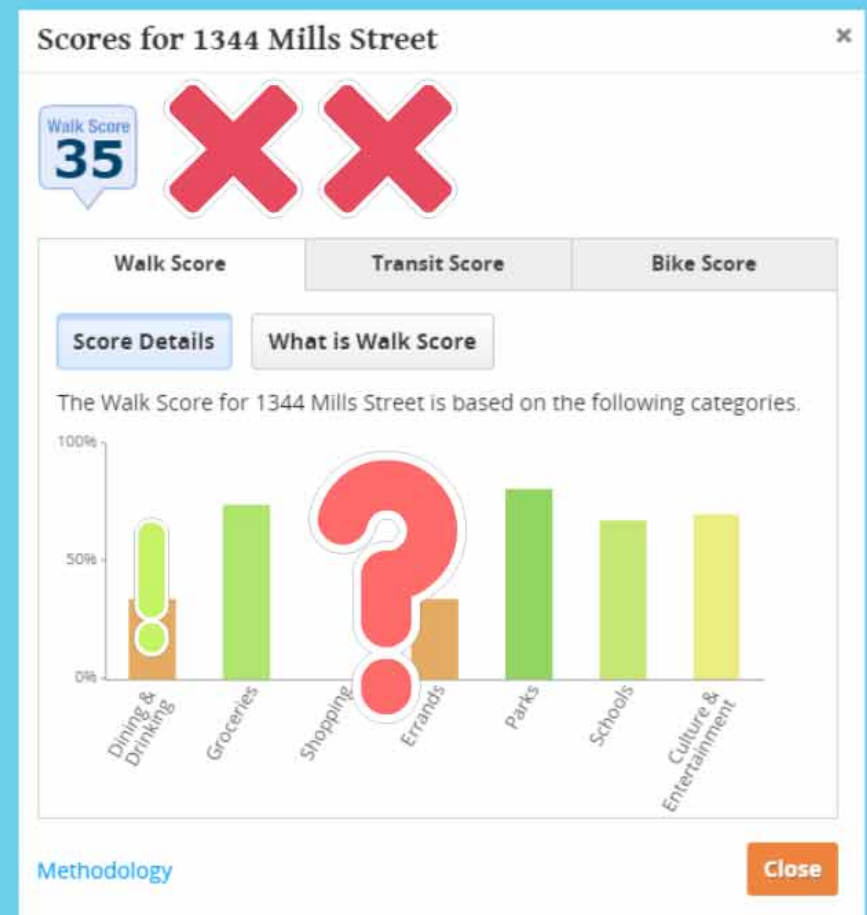 Scores for 1344 Mills Street
×
Walk Score
35
Walk Score
Transit Score
Bike Score
Score Details
What is Walk Score
The Walk Score for 1344 Mills Street is based on the following categories.
100%
50%
0%
Dining &
Drinking
Groceries
Shopping
Errands
Parks
Schools
Culture &
Entertainment
!
?
Methodology
Close